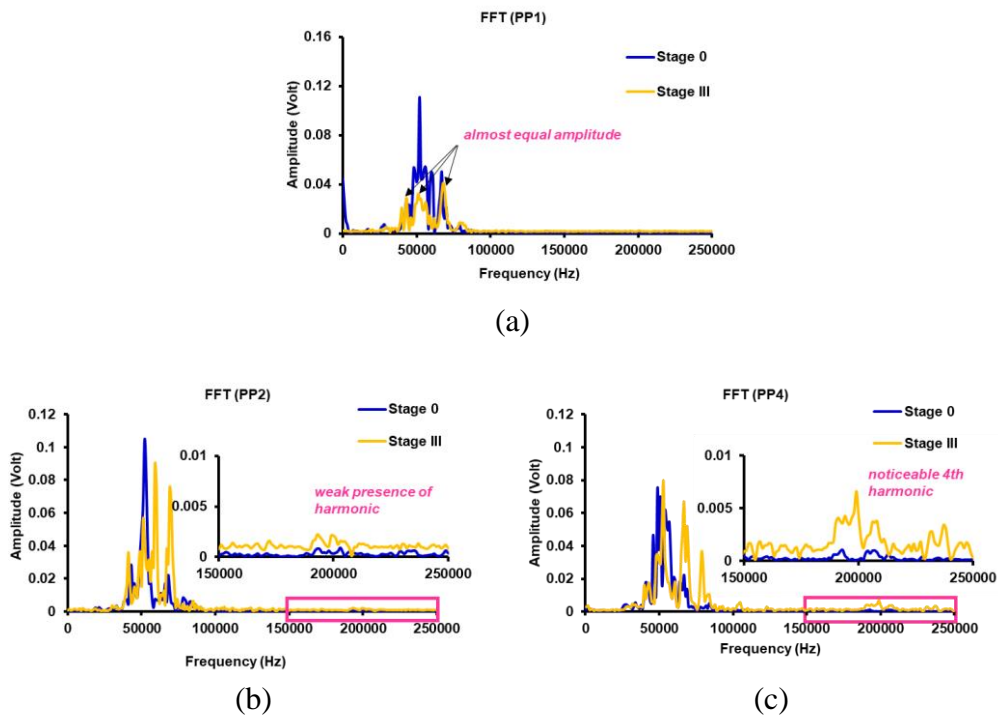 FFT (PP1)
0.16
0.12
0.08
0.04
0
Amplitude (Volt)
Stage 0
Stage III
almost equal amplitude
0 50000 100000 150000 200000 250000
Frequency (Hz)
(a)
FFT (PP2)
0.12
0.1
0.08
0.06
0.04
0.02
0
Amplitude (Volt)
Stage 0
Stage III
0.01
0.005
0
weak presence of
harmonic
150000 200000 250000
0 50000 100000 150000 200000 250000
Frequency (Hz)
(b)
FFT (PP4)
0.12
0.1
0.08
0.06
0.04
0.02
0
Amplitude (Volt)
Stage 0
Stage III
0.01
0.005
0
noticeable 4th
harmonic
150000 200000 250000
0 50000 100000 150000 200000 250000
Frequency (Hz)
(c)